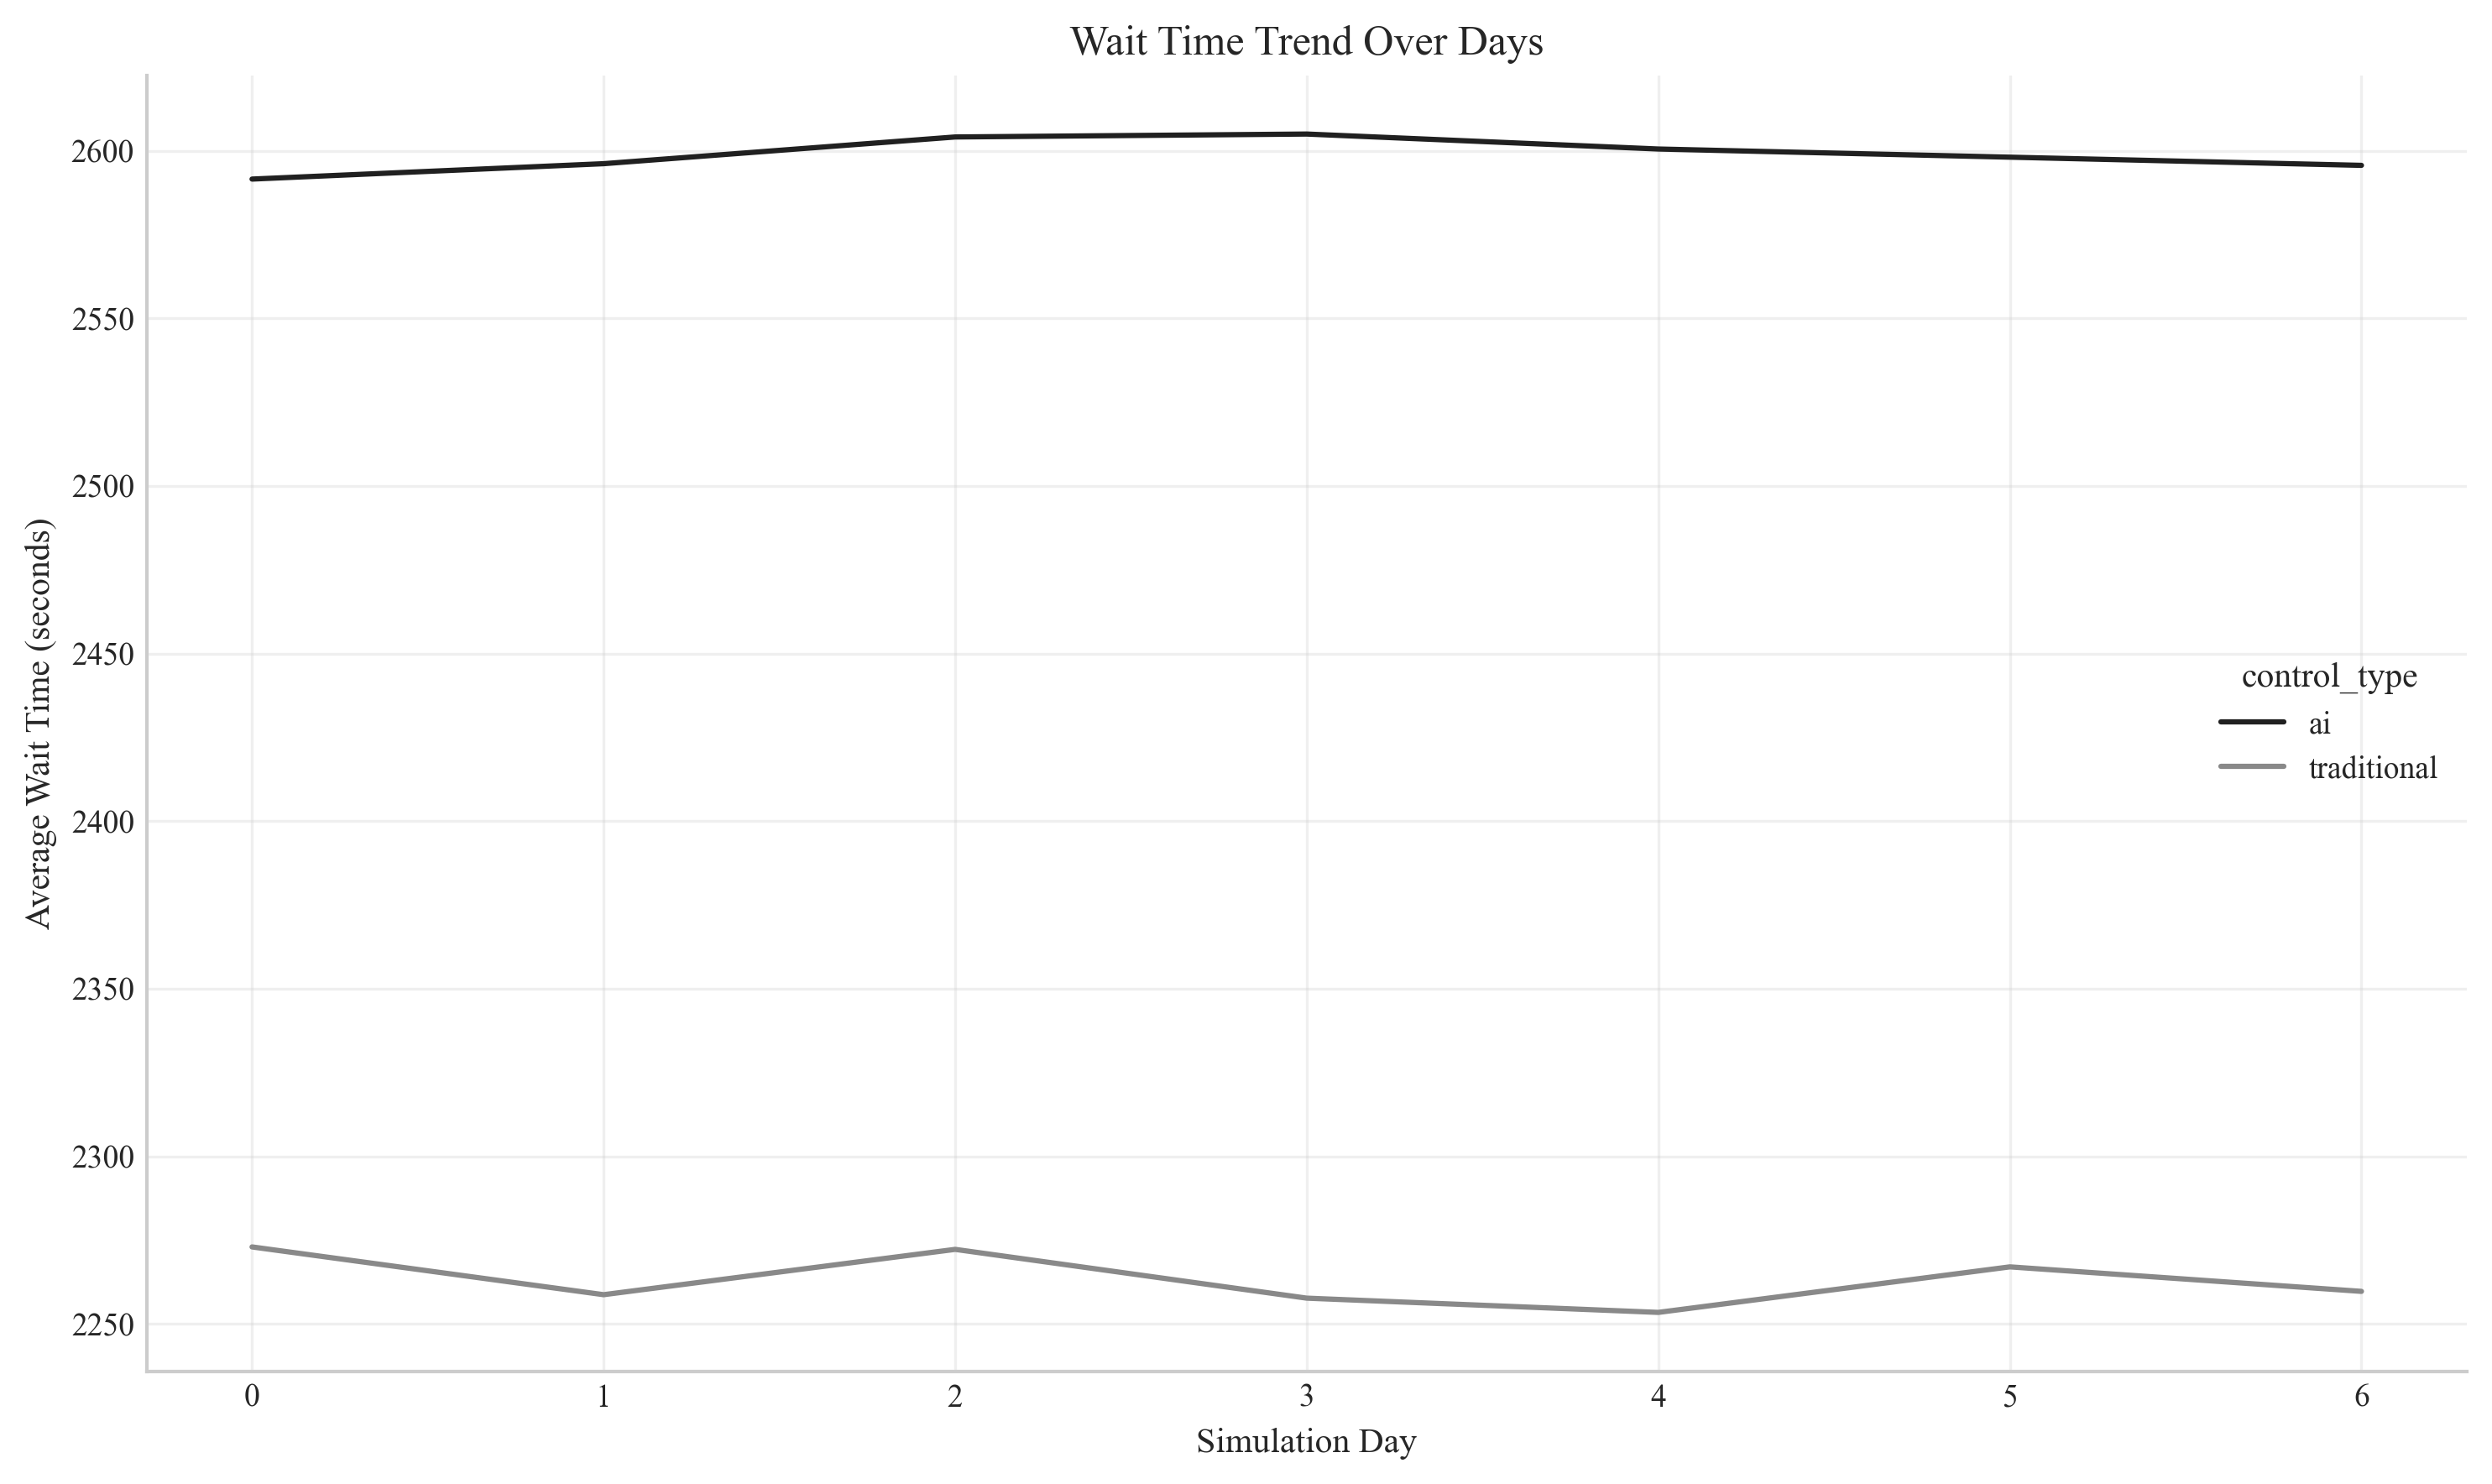 Wait Time Trend Over Days
Average Wait Time (seconds)
2600
2550
2500
2450
2400
2350
2300
2250
control_type
ai
traditional
0 1 2 3 4 5 6
Simulation Day